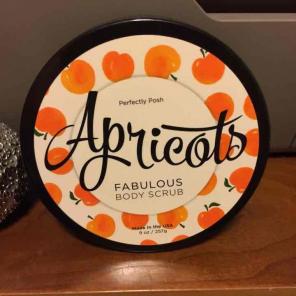 Perfectly Posh
Apricots
FABULOUS
BODY SCRUB
Made in the USA
9 oz / 257g